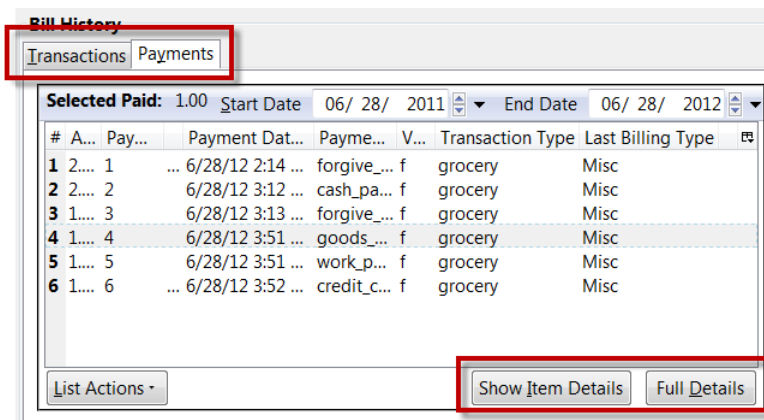 Bill History
Transactions Payments
Selected Paid: 1.00 Start Date 06/ 28/ 2011 End Date 06/ 28/ 2012
# A... Pay... Payment Dat... Payme... V... Transaction Type Last Billing Type
1 2.... 1 ... 6/28/12 2:14 ... forgive_... f grocery Misc
2 2.... 2 6/28/12 3:12 ... cash_pa... f grocery Misc
3 1.... 3 6/28/12 3:13 ... forgive_... f grocery Misc
4 1.... 4 6/28/12 3:51 ... goods_... f grocery Misc
5 1.... 5 6/28/12 3:51 ... work_p... f grocery Misc
6 1.... 6 ... 6/28/12 3:52 ... credit_c... f grocery Misc
List Actions Show Item Details Full Details